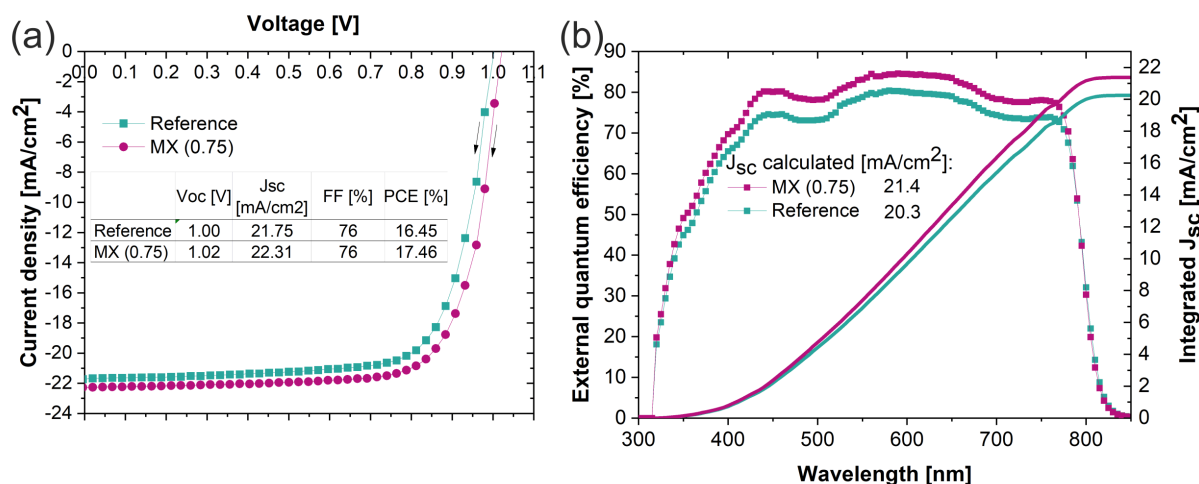 (a)
Voltage [V]
0.0 0.1 0.2 0.3 0.4 0.5 0.6 0.7 0.8 0.9 1.0 1.1
Current density [mA/cm2]
0
-2
-4
-6
-8
-10
-12
-14
-16
-18
-20
-22
-24
Reference
MX (0.75)
Voc [V] Jsc [mA/cm2] FF [%] PCE [%]
Reference 1.00 21.75 76 16.45
MX (0.75) 1.02 22.31 76 17.46
(b)
External quantum efficiency [%]
90
80
70
60
50
40
30
20
10
0
JSC calculated [mA/cm2]:
MX (0.75) 21.4
Reference 20.3
300 400 500 600 700 800
Wavelength [nm]
Integrated JSC [mA/cm2]
22
20
18
16
14
12
10
8
6
4
2
0